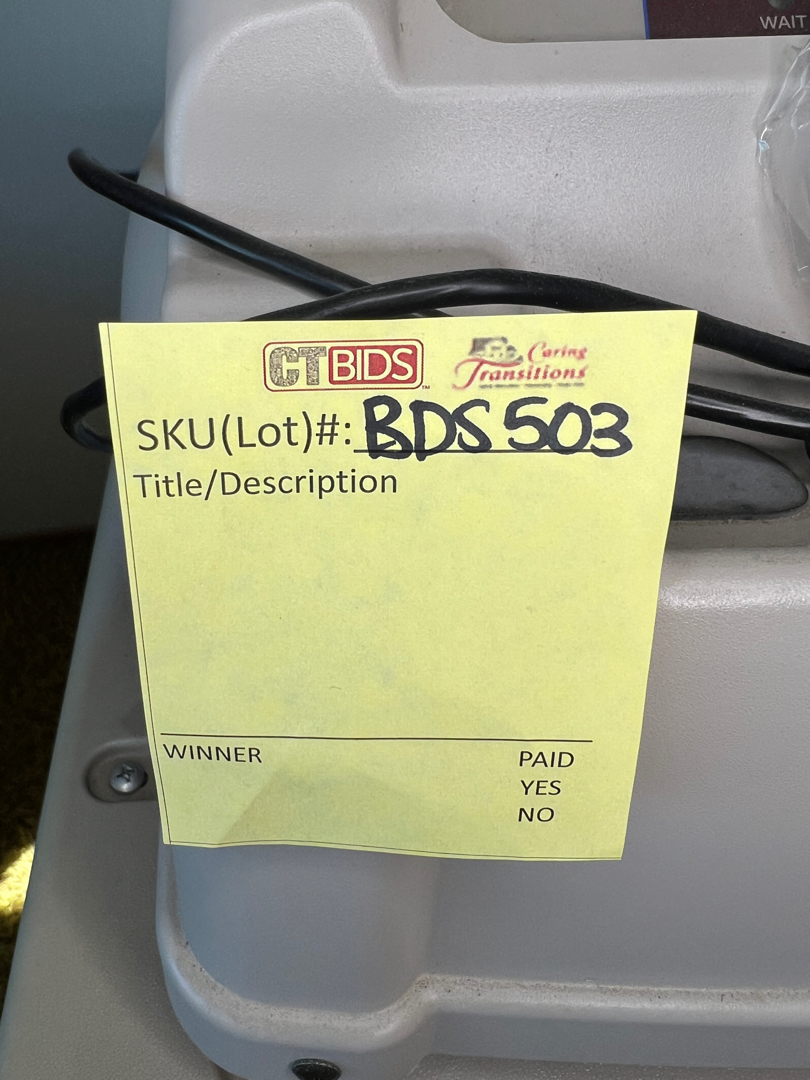 WAIT
CTBIDS
Caring
Transitions
SKU(Lot)#: BDS 503
Title/Description
WINNER PAID
YES
NO